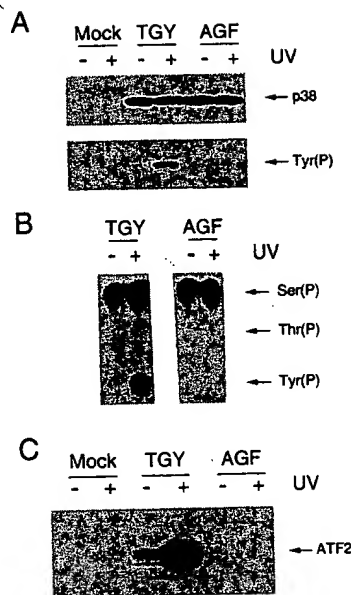 A
Mock TGY AGF
- + - + - + UV
p38
Tyr(P)
B
TGY AGF
- + - + UV
Ser(P)
Thr(P)
Tyr(P)
C
Mock TGY AGF
- + - + - + UV
ATF2